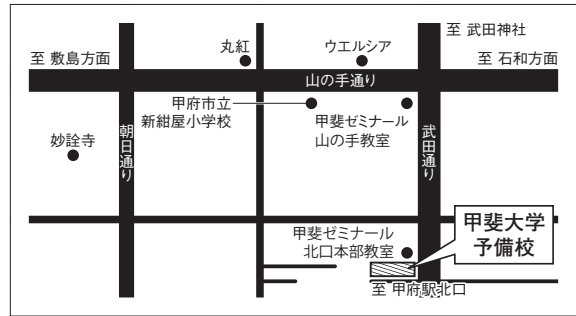 至 武田神社
丸紅
ウエルシア
至 敷島方面
至 石和方面
山の手通り
甲府市立
新紺屋小学校
甲斐ゼミナール
山の手教室
妙詮寺
朝日通り
武田通り
甲斐ゼミナール
北口本部教室
甲斐大学
予備校
至 甲府駅北口